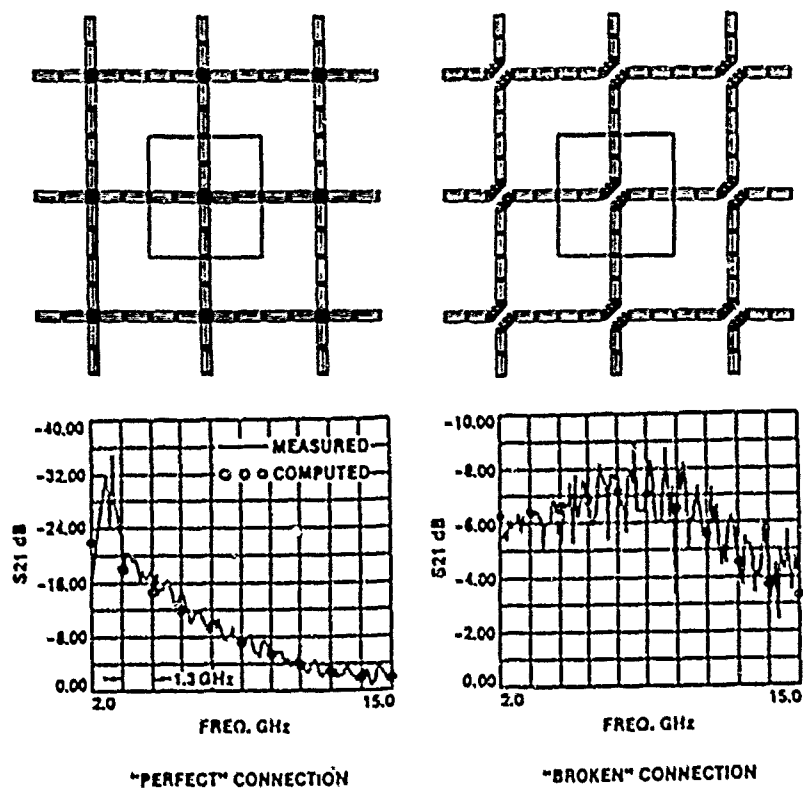 -40.00
-32.00
-24.00
-16.00
-8.00
0.00
S21 dB
MEASURED
COMPUTED
1.3 GHz
2.0
15.0
FREQ. GHz
"PERFECT" CONNECTION
-10.00
-8.00
-6.00
-4.00
-2.00
0.00
S21 dB
2.0
15.0
FREQ. GHz
"BROKEN" CONNECTION